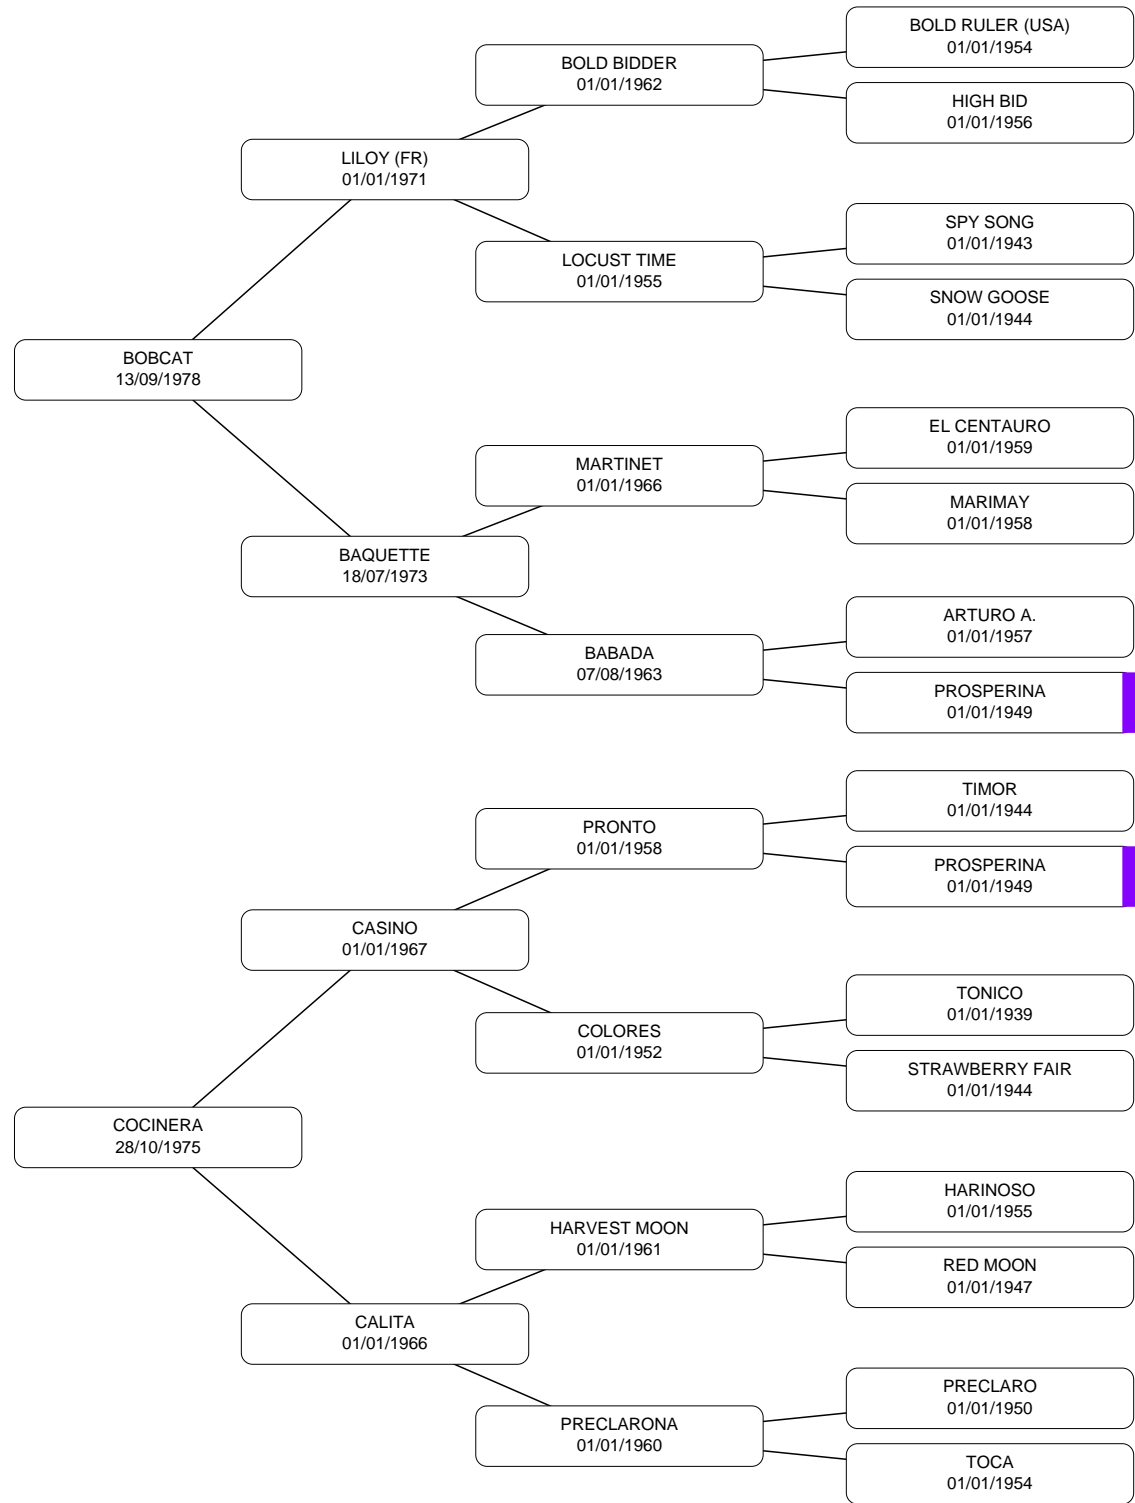 BOLD RULER (USA)
01/01/1954
BOLD BIDDER
01/01/1962
HIGH BID
01/01/1956
LILOY (FR)
01/01/1971
SPY SONG
01/01/1943
LOCUST TIME
01/01/1955
SNOW GOOSE
01/01/1944
BOBCAT
13/09/1978
EL CENTAURO
01/01/1959
MARTINET
01/01/1966
MARIMAY
01/01/1958
BAQUETTE
18/07/1973
ARTURO A.
01/01/1957
BABADA
07/08/1963
PROSPERINA
01/01/1949
TIMOR
01/01/1944
PRONTO
01/01/1958
PROSPERINA
01/01/1949
CASINO
01/01/1967
TONICO
01/01/1939
COLORES
01/01/1952
STRAWBERRY FAIR
01/01/1944
COCINERA
28/10/1975
HARINOSO
01/01/1955
HARVEST MOON
01/01/1961
RED MOON
01/01/1947
CALITA
01/01/1966
PRECLARO
01/01/1950
PRECLARONA
01/01/1960
TOCA
01/01/1954